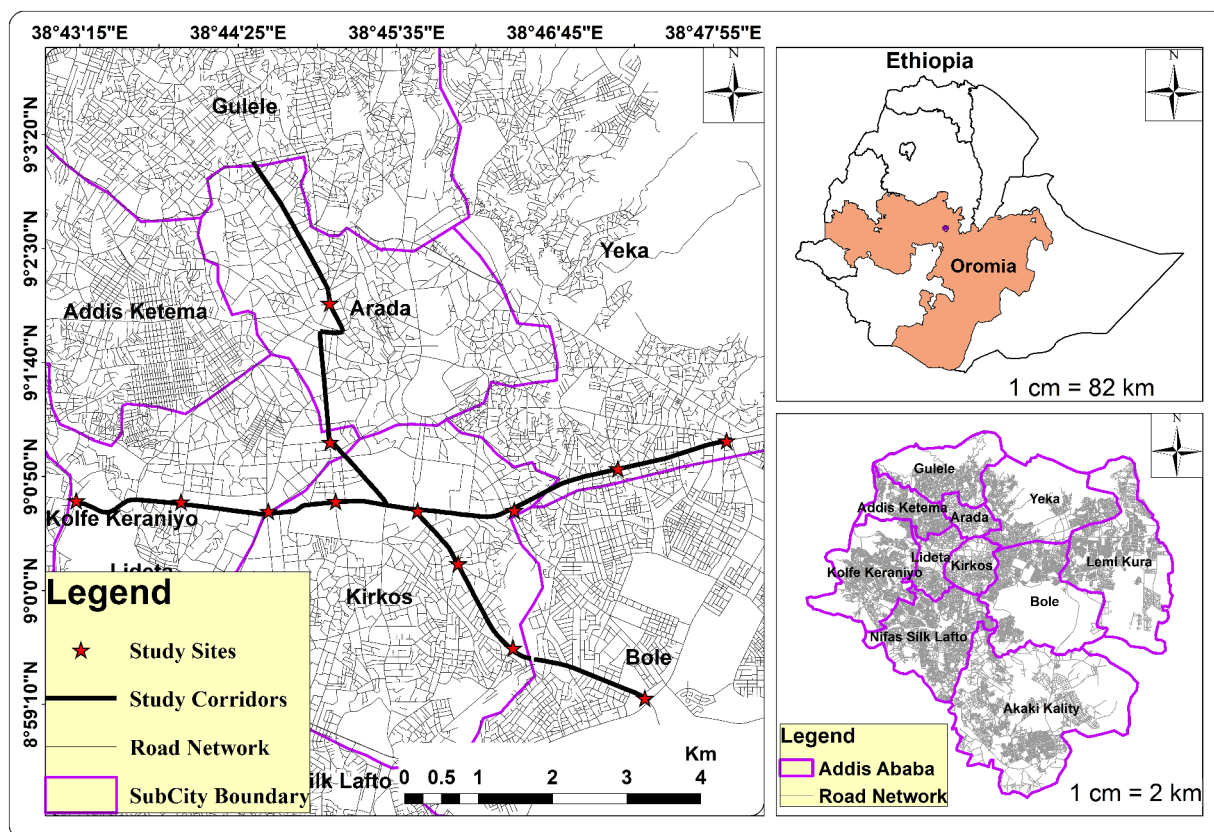 38°43'15"E 38°44'25"E 38°45'35"E 38°46'45"E 38°47'55"E
N
Gulele
9°3'20"N
9°2'30"N
Yeka
Addis Ketema
Arada
9°1'40"N
9°0'50"N
Kolfe Keraniyo
Lideta
9°0'0"N
Kirkos
Bole
8°59'10"N
Silk Lafto
Legend
Study Sites
Study Corridors
Road Network
SubCity Boundary
Km
0 0.5 1 2 3 4
Ethiopia
N
Oromia
1 cm = 82 km
N
Gulele
Yeka
Addis Ketema
Arada
Lideta
Kirkos
Kolfe Keraniyo
Lemi Kura
Bole
Nifas Silk Lafto
Akaki Kality
Legend
Addis Ababa
Road Network
1 cm = 2 km